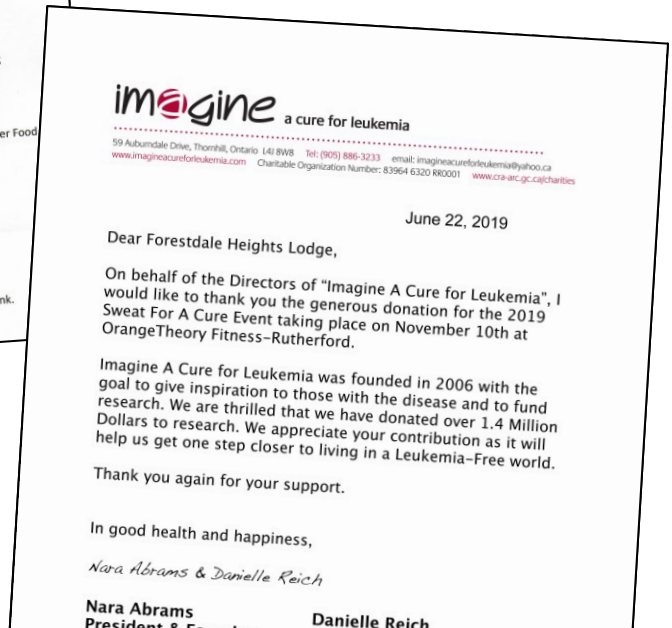 er Food
nk.
imagine a cure for leukemia
59 Auburndale Drive, Thornhill, Ontario L4J 8W8 Tel: (905) 886-3233 email: imagineacureforleukemia@yahoo.ca
www.imagineacureforleukemia.com Charitable Organization Number: 83964 6320 RR0001 www.cra-arc.gc.ca/charities
June 22, 2019
Dear Forestdale Heights Lodge,
On behalf of the Directors of "Imagine A Cure for Leukemia", I
would like to thank you the generous donation for the 2019
Sweat For A Cure Event taking place on November 10th at
OrangeTheory Fitness-Rutherford.
Imagine A Cure for Leukemia was founded in 2006 with the
goal to give inspiration to those with the disease and to fund
research. We are thrilled that we have donated over 1.4 Million
Dollars to research. We appreciate your contribution as it will
help us get one step closer to living in a Leukemia-Free world.
Thank you again for your support.
In good health and happiness,
Nara Abrams & Danielle Reich
Nara Abrams Danielle Reich
President &